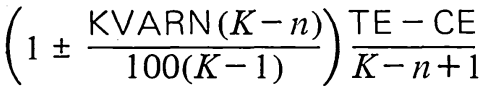 (1 ± KVARN(K−n) / 100(K−1)) TE − CE / K−n+1